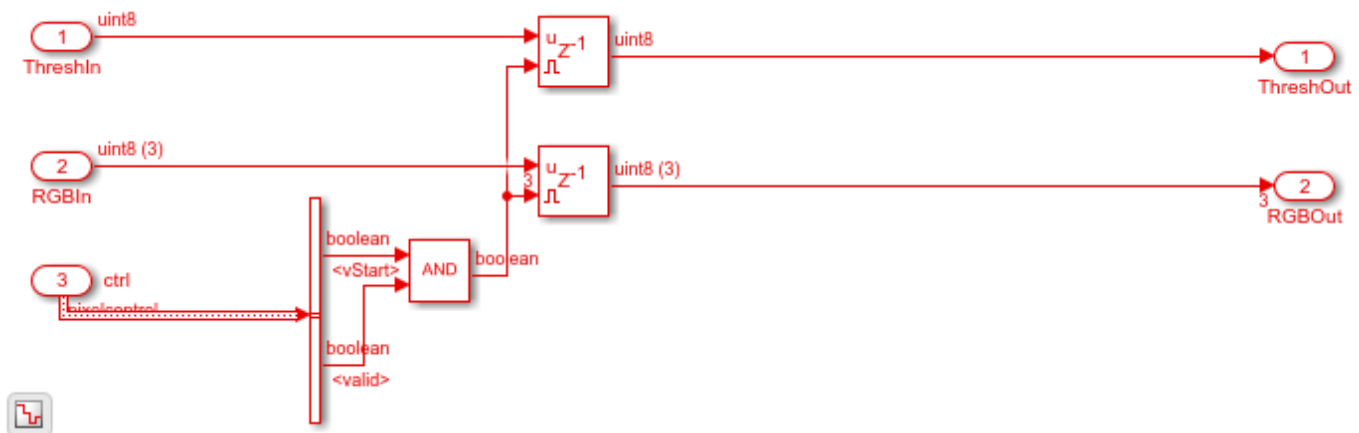 uint8
1
ThreshIn
u
Z-1
uint8
1
ThreshOut
uint8 (3)
2
RGBIn
3
u
Z-1
uint8 (3)
3
2
RGBOut
boolean
<vStart>
AND
boolean
3
ctrl
pixelcontrol
boolean
<valid>